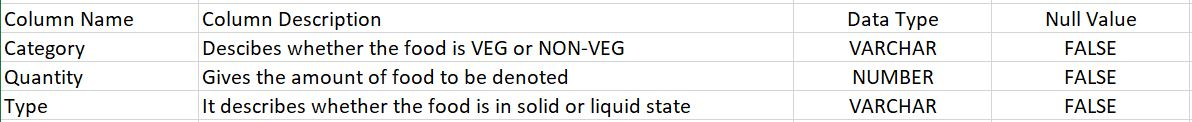 Column Name Column Description Data Type Null Value
Category Descibes whether the food is VEG or NON-VEG VARCHAR FALSE
Quantity Gives the amount of food to be denoted NUMBER FALSE
Type It describes whether the food is in solid or liquid state VARCHAR FALSE